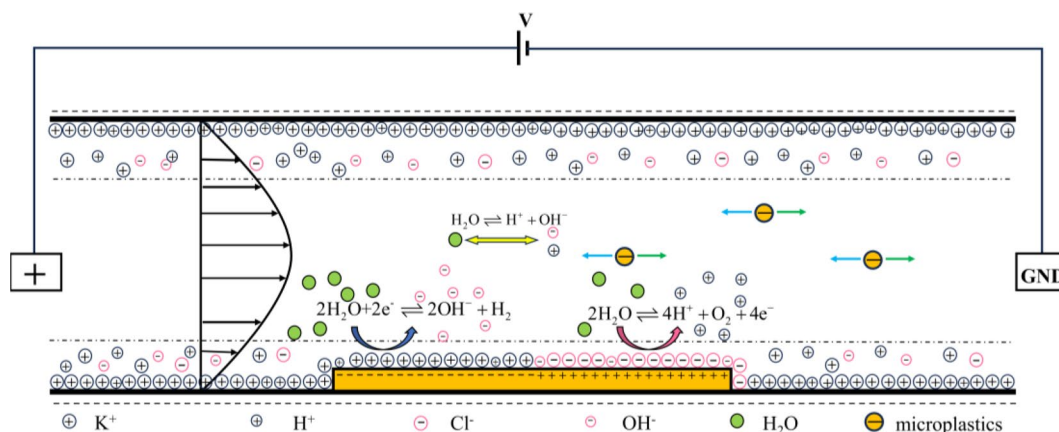 V
+
GND
H₂O ⇌ H⁺ + OH⁻
2H₂O+2e⁻ ⇌ 2OH⁻ + H₂
2H₂O ⇌ 4H⁺ + O₂ + 4e⁻
K⁺ H⁺ Cl⁻ OH⁻ H₂O microplastics